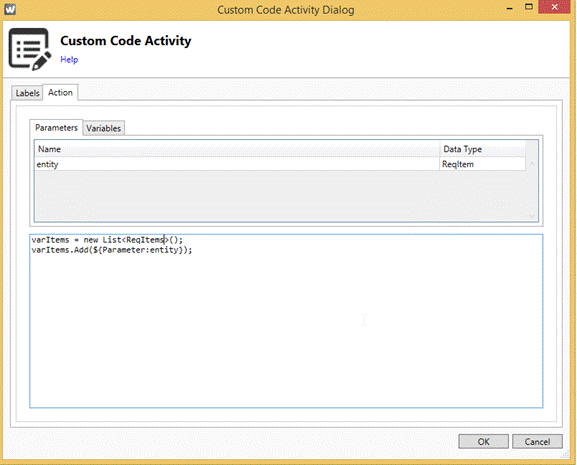 Custom Code Activity Dialog
Custom Code Activity
Help
Labels Action
Parameters Variables
Name Data Type
entity ReqItem
varItems = new List<ReqItems>();
varItems.Add(${Parameter:entity});
OK Cancel